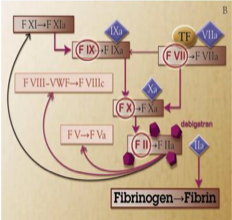 B
F XI→F XIa
IXa
TF
VIIa
F IX→F IXa
F VII→F VIIa
F VIII-VWF→F VIIIc
Xa
F X→F Xa
dabigatran
F V→F Va
F II→F IIa
IIa
Fibrinogen→Fibrin